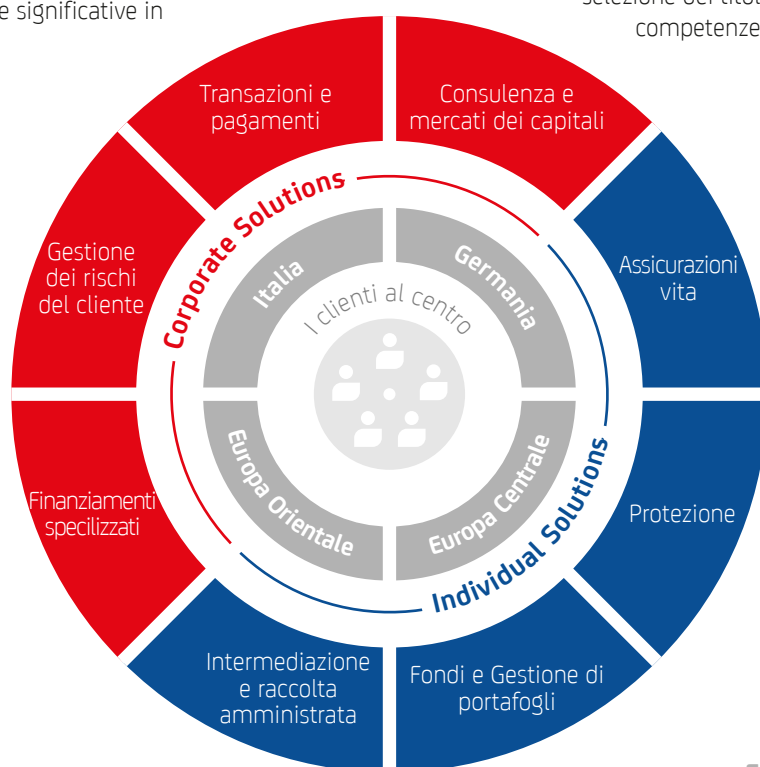 e significative in
competenze
Transazioni e
pagamenti
Consulenza e
mercati dei capitali
Gestione
dei rischi
del cliente
Assicurazioni
vita
Corporate Solutions
Italia
Germania
I clienti al centro
Europa Orientale
Europa Centrale
Individual Solutions
Finanziamenti
specilizzati
Protezione
Intermediazione
e raccolta
amministrata
Fondi e Gestione di
portafogli